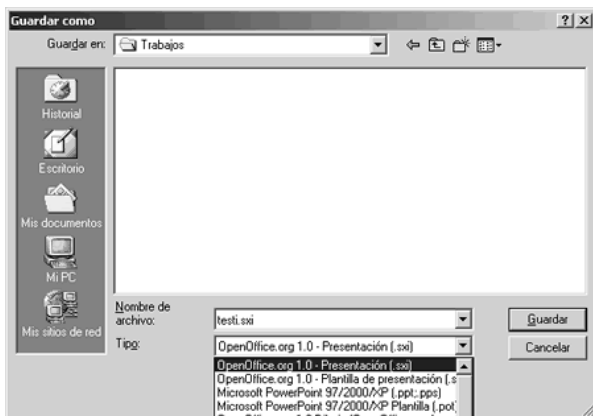 Guardar como
Guardar en: Trabajos
Historial
Escritorio
Mis documentos
Mi PC
Mis sitios de red
Nombre de
archivo: testi.sxi
Guardar
Tipo: OpenOffice.org 1.0 - Presentación (.sxi)
Cancelar
OpenOffice.org 1.0 - Presentación (.sxi)
OpenOffice.org 1.0 - Plantilla de presentación (.s
Microsoft PowerPoint 97/2000/XP (.ppt;.pps)
Microsoft PowerPoint 97/2000/XP Plantilla (.pot)